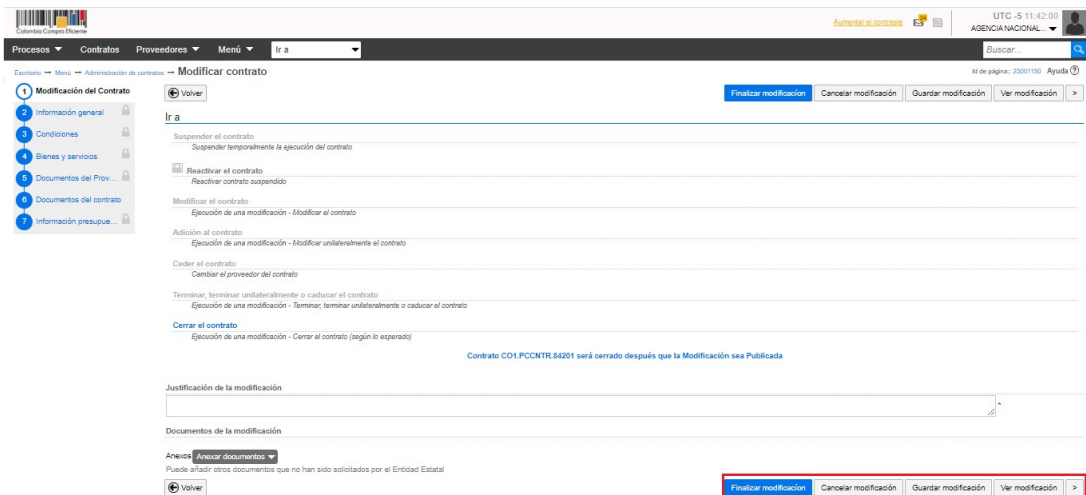 Colombia Compra Eficiente
Aumentar el contraste
24
UTC -5 11:42:00
AGENCIA NACIONAL...
Procesos Contratos Proveedores Menú Ir a Buscar...
Escritorio → Menú → Administración de contratos → Modificar contrato
Id de página:: 23001150 Ayuda ?
1 Modificación del Contrato
2 Información general
3 Condiciones
4 Bienes y servicios
5 Documentos del Prov...
6 Documentos del contrato
7 Información presupue...
Volver Finalizar modificacíon Cancelar modificación Guardar modificación Ver modificación >
Ir a
Suspender el contrato
Suspender temporalmente la ejecución del contrato
Reactivar el contrato
Reactivar contrato suspendido
Modificar el contrato
Ejecución de una modificación - Modificar el contrato
Adición al contrato
Ejecución de una modificación - Modificar unilateralmente el contrato
Ceder el contrato
Cambiar el proveedor del contrato
Terminar, terminar unilateralmente o caducar el contrato
Ejecución de una modificación - Terminar, terminar unilateralmente o caducar el contrato
Cerrar el contrato
Ejecución de una modificación - Cerrar el contrato (según lo esperado)
Contrato CO1.PCCNTR.84201 será cerrado después que la Modificación sea Publicada
Justificación de la modificación
*
Documentos de la modificación
Anexos Anexar documentos
Puede añadir otros documentos que no han sido solicitados por el Entidad Estatal
Volver Finalizar modificacíon Cancelar modificación Guardar modificación Ver modificación >